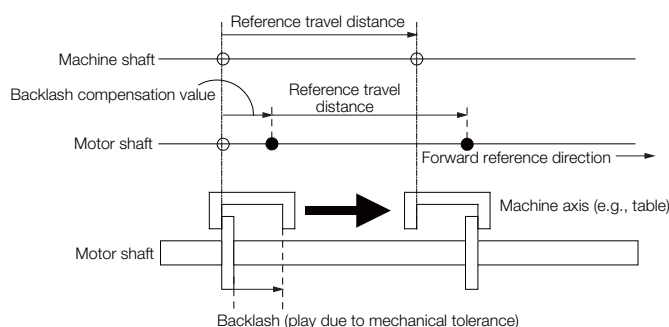 Reference travel distance
Machine shaft
Backlash compensation value
Reference travel
distance
Motor shaft
Forward reference direction
Machine axis (e.g., table)
Motor shaft
Backlash (play due to mechanical tolerance)